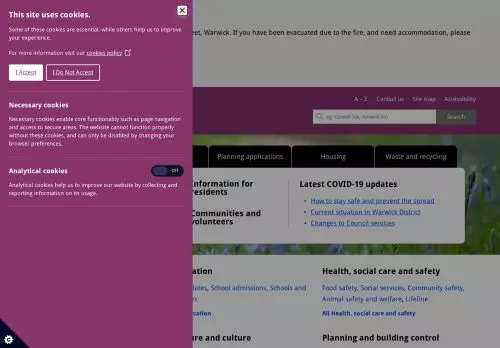 This site uses cookies.
Some of these cookies are essential, while others help us to improve
your experience.
For more information visit our cookies policy
I Accept
I Do Not Accept
Necessary cookies
Necessary cookies enable core functionality such as page navigation
and access to secure areas. The website cannot function properly
without these cookies, and can only be disabled by changing your
browser preferences.
Analytical cookies
Off
Analytical cookies help us to improve our website by collecting and
reporting information on its usage.
eet, Warwick. If you have been evacuated due to the fire, and need accommodation, please
A – Z Contact us Site map Accessibility
Search
Planning applications Housing Waste and recycling
Information for
residents
Communities and
volunteers
Latest COVID-19 updates
How to stay safe and prevent the spread
Current situation in Warwick District
Changes to Council services
ation
dates, School admissions, Schools and
es
cation
Health, social care and safety
Food safety, Social services, Community safety,
Animal safety and welfare, Lifeline
All Health, social care and safety
ure and culture
Planning and building control